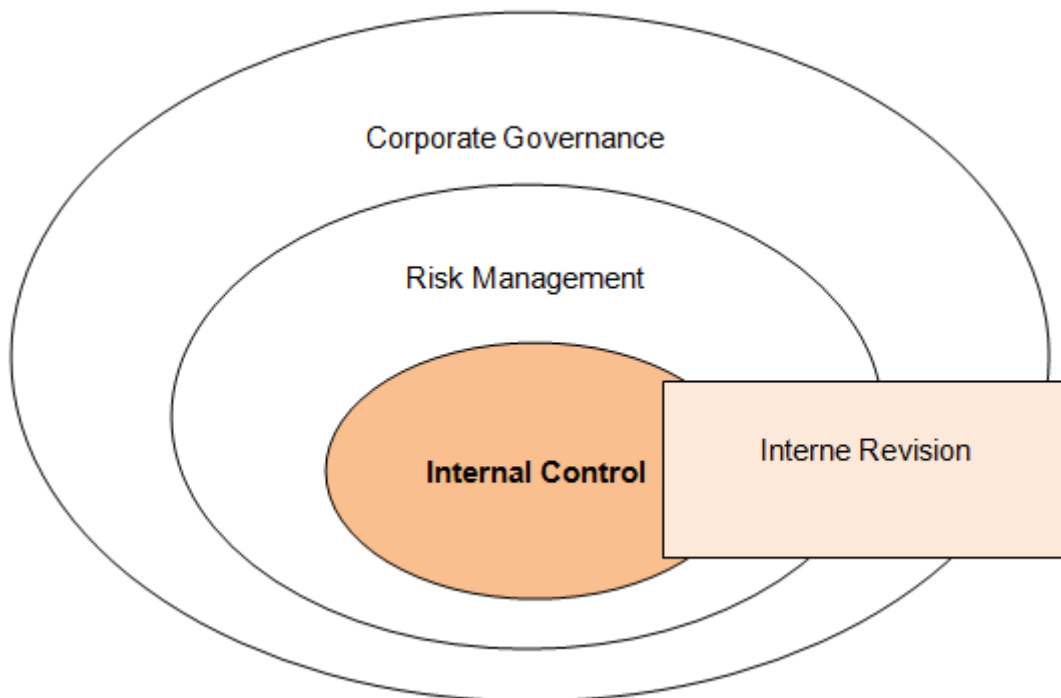 Corporate Governance
Risk Management
Interne Revision
Internal Control